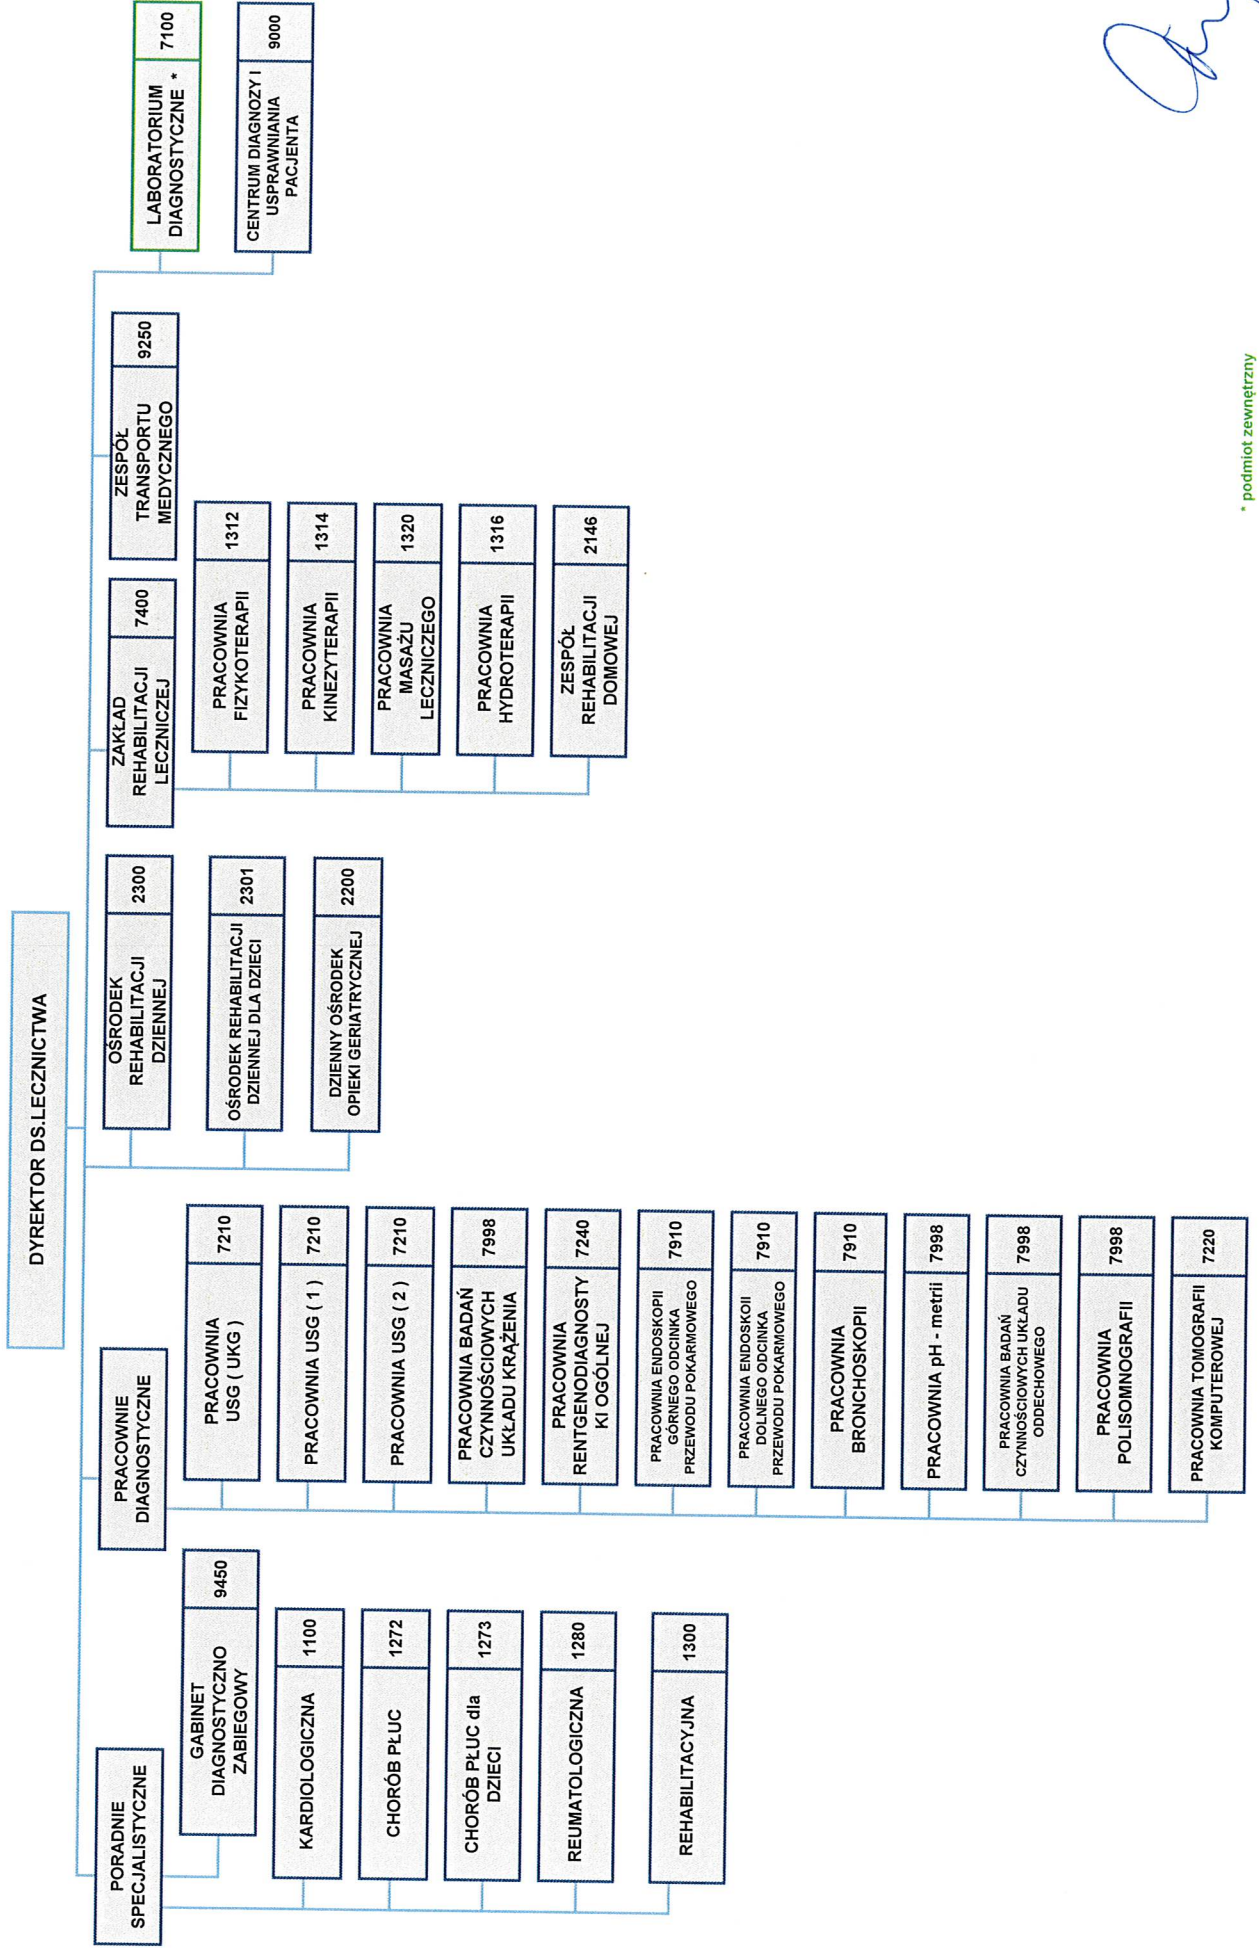 DYREKTOR DS.LECZNICTWA
PORADNIE
SPECJALISTYCZNE
GABINET
DIAGNOSTYCZNO
ZABIEGOWY
9450
KARDIOLOGICZNA
1100
CHORÓB PŁUC
1272
CHORÓB PŁUC dla
DZIECI
1273
REUMATOLOGICZNA
1280
REHABILITACYJNA
1300
PRACOWNIE
DIAGNOSTYCZNE
PRACOWNIA
USG ( UKG )
7210
PRACOWNIA USG ( 1 )
7210
PRACOWNIA USG ( 2 )
7210
PRACOWNIA BADAŃ
CZYNNOŚCIOWYCH
UKŁADU KRĄŻENIA
7998
PRACOWNIA
RENTGENODIAGNOSTY
KI OGÓLNEJ
7240
PRACOWNIA ENDOSKOPII
GÓRNEGO ODCINKA
PRZEWODU POKARMOWEGO
7910
PRACOWNIA ENDOSKOII
DOLNEGO ODCINKA
PRZEWODU POKARMOWEGO
7910
PRACOWNIA
BRONCHOSKOPII
7910
PRACOWNIA pH - metrii
7998
PRACOWNIA BADAŃ
CZYNNOŚCIOWYCH UKŁADU
ODDECHOWEGO
7998
PRACOWNIA
POLISOMNOGRAFII
7998
PRACOWNIA TOMOGRAFII
KOMPUTEROWEJ
7220
OŚRODEK
REHABILITACJI
DZIENNEJ
2300
OŚRODEK REHABILITACJI
DZIENNEJ DLA DZIECI
2301
DZIENNY OŚRODEK
OPIEKI GERIATRYCZNEJ
2200
ZAKŁAD
REHABILITACJI
LECZNICZEJ
7400
PRACOWNIA
FIZYKOTERAPII
1312
PRACOWNIA
KINEZYTERAPII
1314
PRACOWNIA
MASAŻU
LECZNICZEGO
1320
PRACOWNIA
HYDROTERAPII
1316
ZESPÓŁ
REHABILITACJI
DOMOWEJ
2146
ZESPÓŁ
TRANSPORTU
MEDYCZNEGO
9250
LABORATORIUM
DIAGNOSTYCZNE *
7100
CENTRUM DIAGNOZY I
USPRAWNIANIA
PACJENTA
9000
* podmiot zewnętrzny